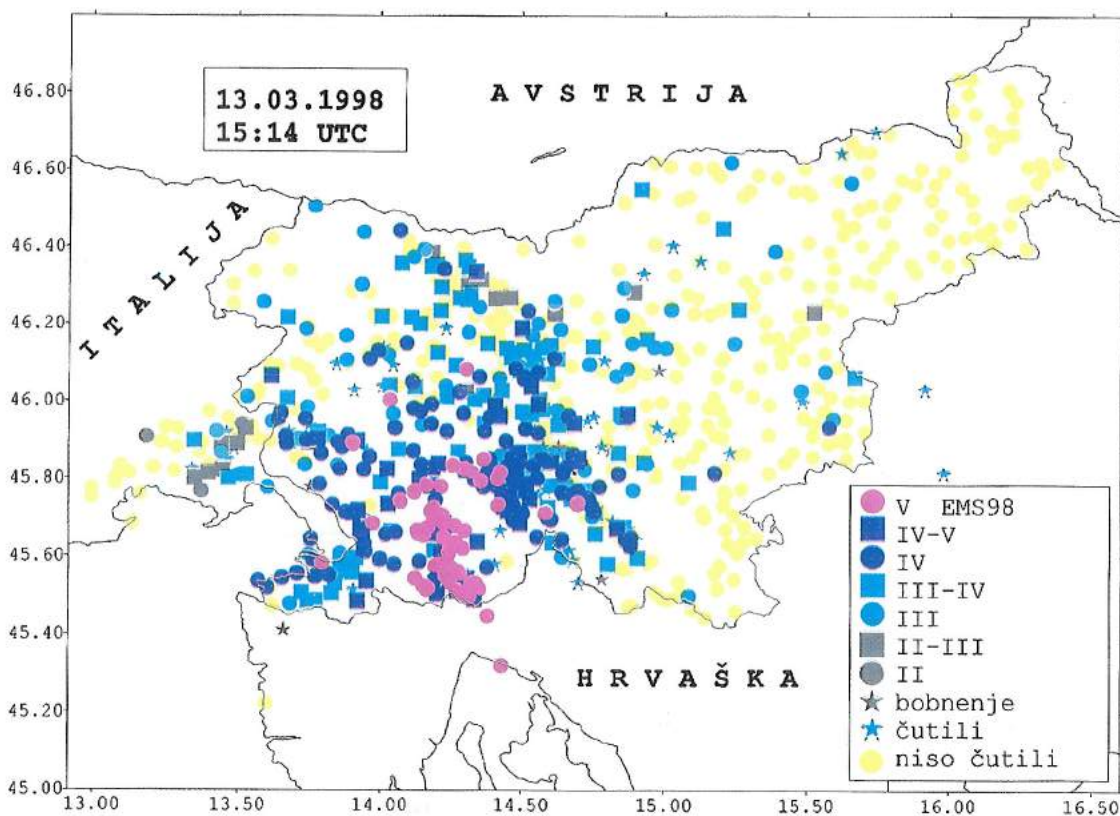 13.03.1998
15:14 UTC
A V S T R I J A
I T A L I J A
H R V A Š K A
46.80
46.60
46.40
46.20
46.00
45.80
45.60
45.40
45.20
45.00
13.00
13.50
14.00
14.50
15.00
15.50
16.00
16.50
V EMS98
IV-V
IV
III-IV
III
II-III
II
bobnenje
čutili
niso čutili